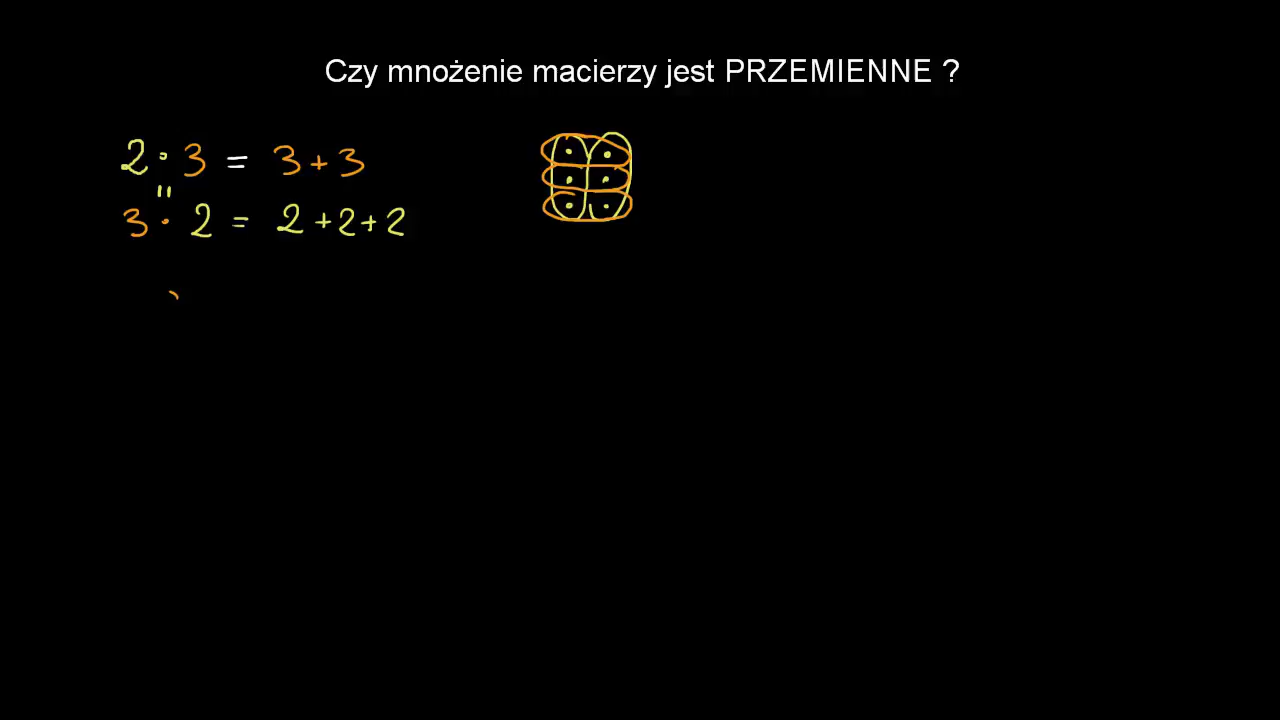 Czy mnożenie macierzy jest PRZEMIENNE ?
2 · 3 = 3 + 3
"
3 · 2 = 2 + 2 + 2